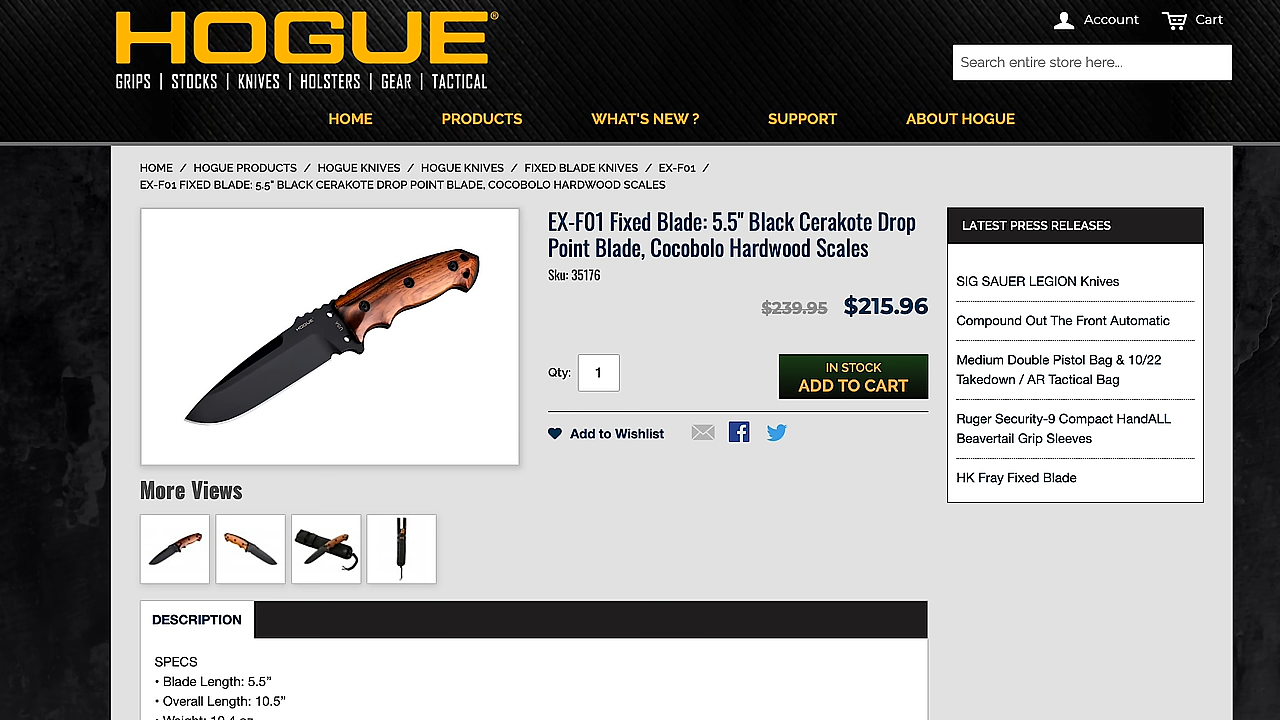 HOGUE®
GRIPS | STOCKS | KNIVES | HOLSTERS | GEAR | TACTICAL
Account
Cart
Search entire store here...
HOME
PRODUCTS
WHAT'S NEW ?
SUPPORT
ABOUT HOGUE
HOME / HOGUE PRODUCTS / HOGUE KNIVES / HOGUE KNIVES / FIXED BLADE KNIVES / EX-F01 /
EX-F01 FIXED BLADE: 5.5" BLACK CERAKOTE DROP POINT BLADE, COCOBOLO HARDWOOD SCALES
HOGUE
EX-F01 Fixed Blade: 5.5" Black Cerakote Drop
Point Blade, Cocobolo Hardwood Scales
Sku: 35176
$239.95 $215.96
Qty: 1
IN STOCK
ADD TO CART
Add to Wishlist
LATEST PRESS RELEASES
SIG SAUER LEGION Knives
Compound Out The Front Automatic
Medium Double Pistol Bag & 10/22
Takedown / AR Tactical Bag
Ruger Security-9 Compact HandALL
Beavertail Grip Sleeves
HK Fray Fixed Blade
More Views
DESCRIPTION
SPECS
• Blade Length: 5.5”
• Overall Length: 10.5”
• Weight: 10.4 oz